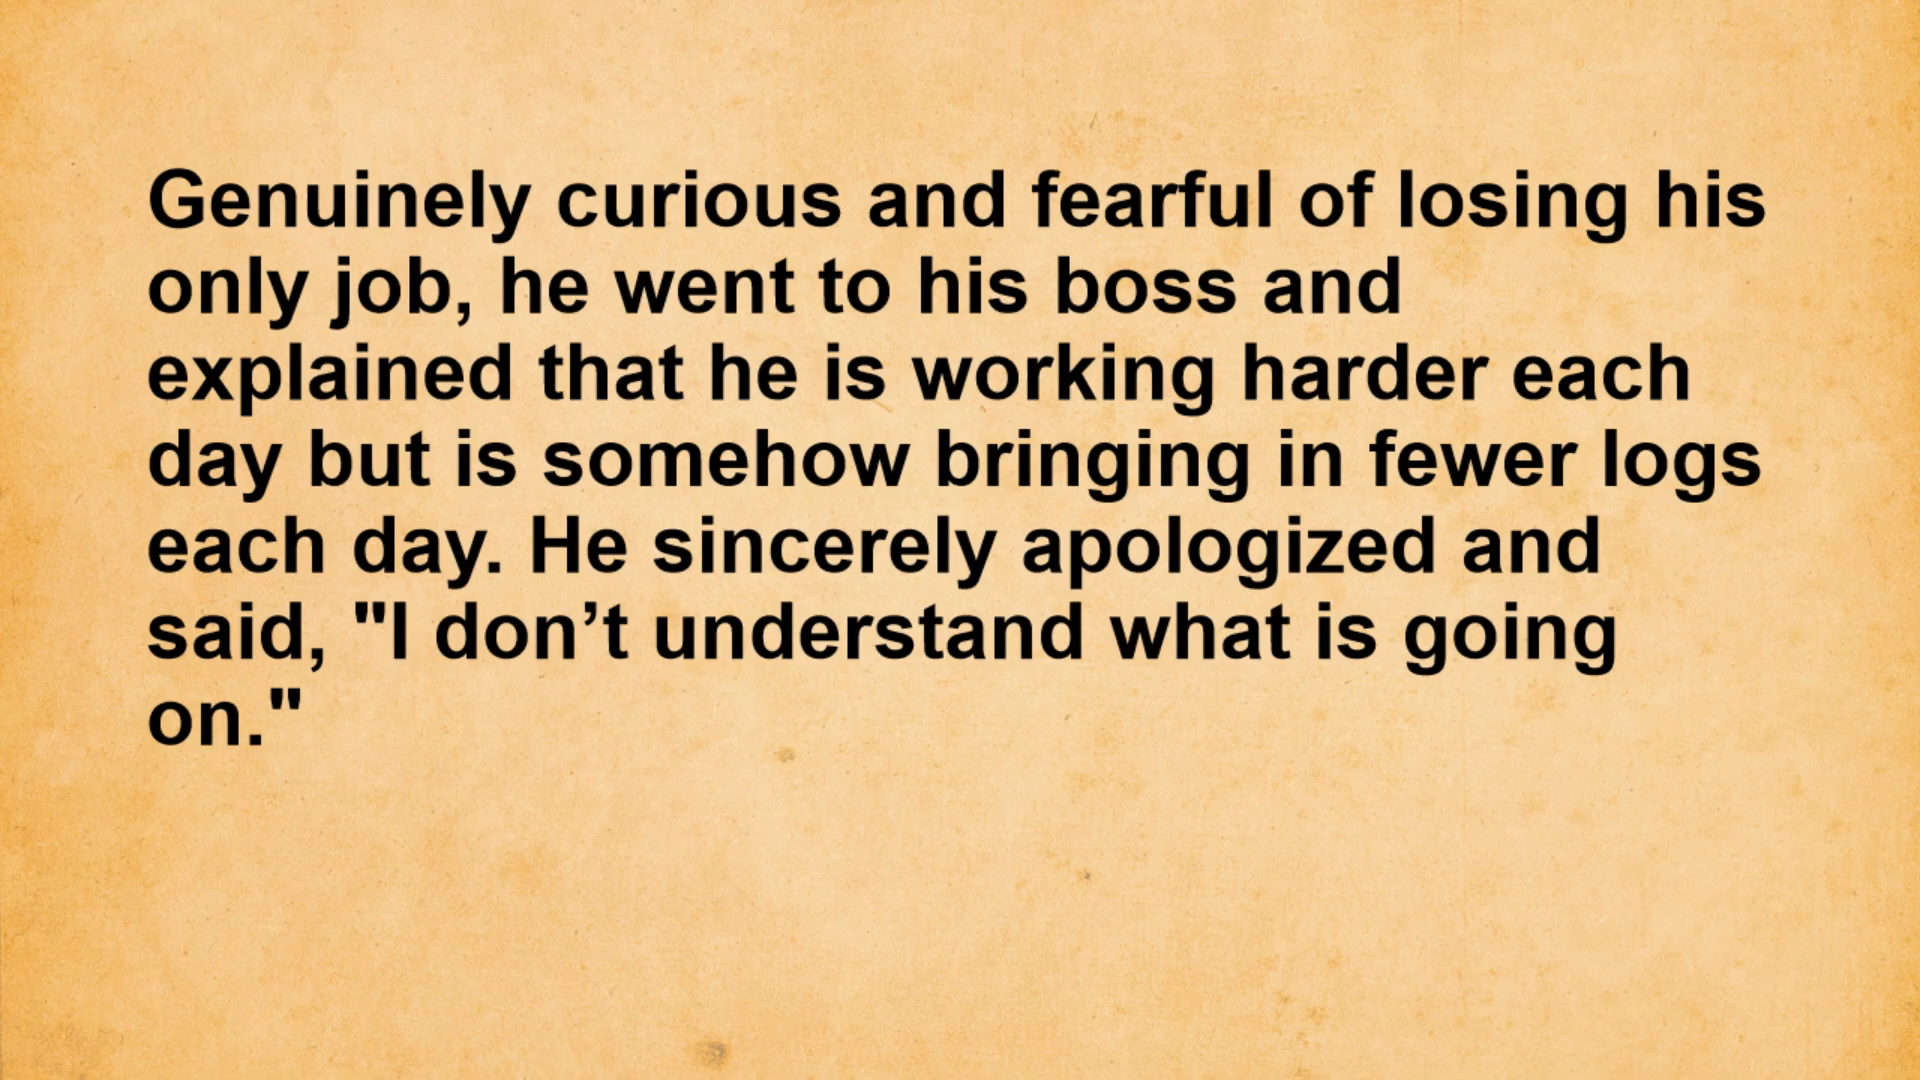 Genuinely curious and fearful of losing his
only job, he went to his boss and
explained that he is working harder each
day but is somehow bringing in fewer logs
each day. He sincerely apologized and
said, "I don’t understand what is going
on."